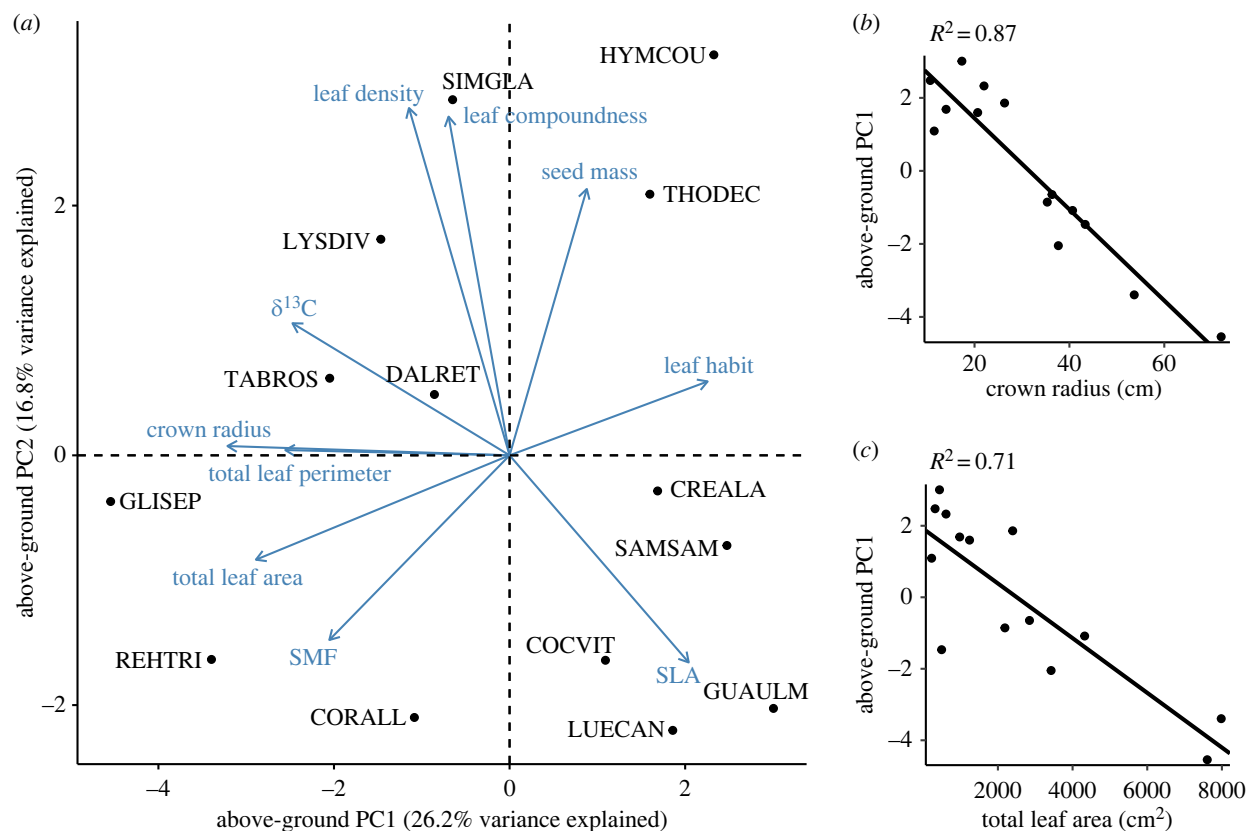 (a)
HYMCOU
SIMGLA
leaf density
leaf compoundness
seed mass
THODEC
LYSDIV
δ¹³C
leaf habit
TABROS
DALRET
crown radius
total leaf perimeter
GLISEP
CREALA
SAMSAM
total leaf area
REHTRI
SMF
COCVIT
SLA
GUAULM
CORALL
LUECAN
2
0
−2
above-ground PC2 (16.8% variance explained)
−4 −2 0 2
above-ground PC1 (26.2% variance explained)
(b)
R² = 0.87
2
0
−2
−4
above-ground PC1
20 40 60
crown radius (cm)
(c)
R² = 0.71
2
0
−2
−4
above-ground PC1
2000 4000 6000 8000
total leaf area (cm²)